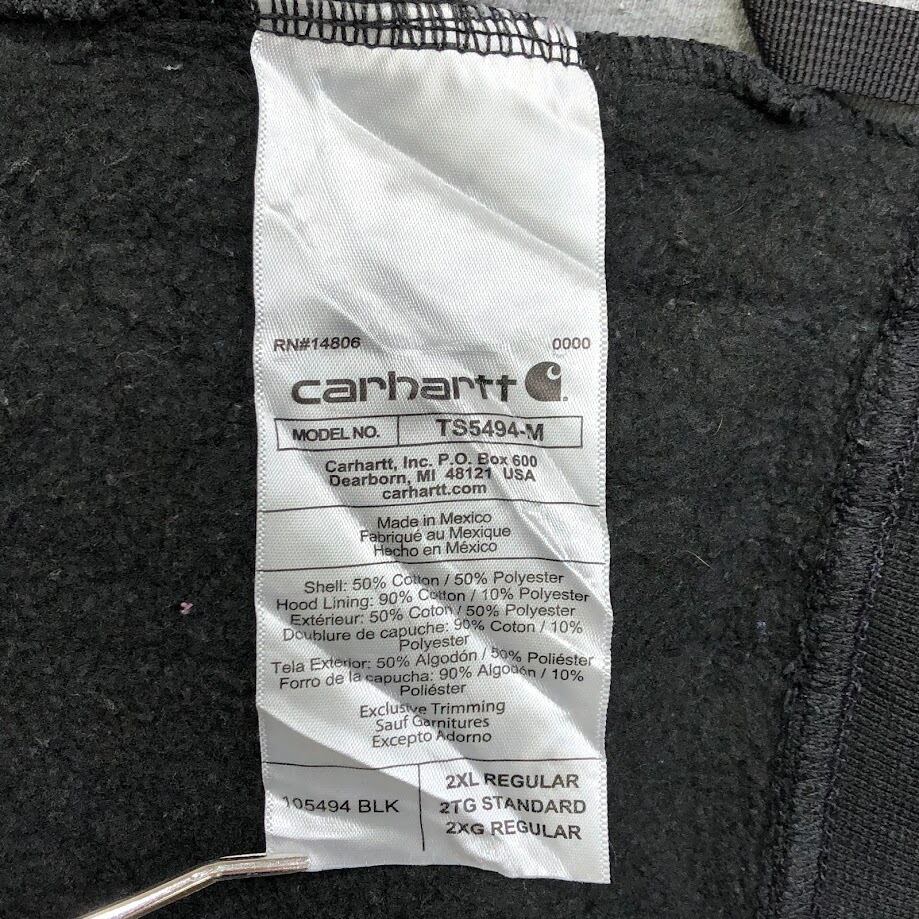 RN#14806 0000
carhartt
MODEL NO. TS5494-M
Carhartt, Inc. P.O. Box 600
Dearborn, MI 48121 USA
carhartt.com
Made in Mexico
Fabriqué au Mexique
Hecho en México
Shell: 50% Cotton / 50% Polyester
Hood Lining: 90% Cotton / 10% Polyester
Extérieur: 50% Coton / 50% Polyester
Doublure de capuche: 90% Coton / 10%
Polyester
Tela Exterior: 50% Algodón / 50% Poliéster
Forro de la capucha: 90% Algodón / 10%
Poliéster
Exclusive Trimming
Sauf Garnitures
Excepto Adorno
105494 BLK
2XL REGULAR
2TG STANDARD
2XG REGULAR